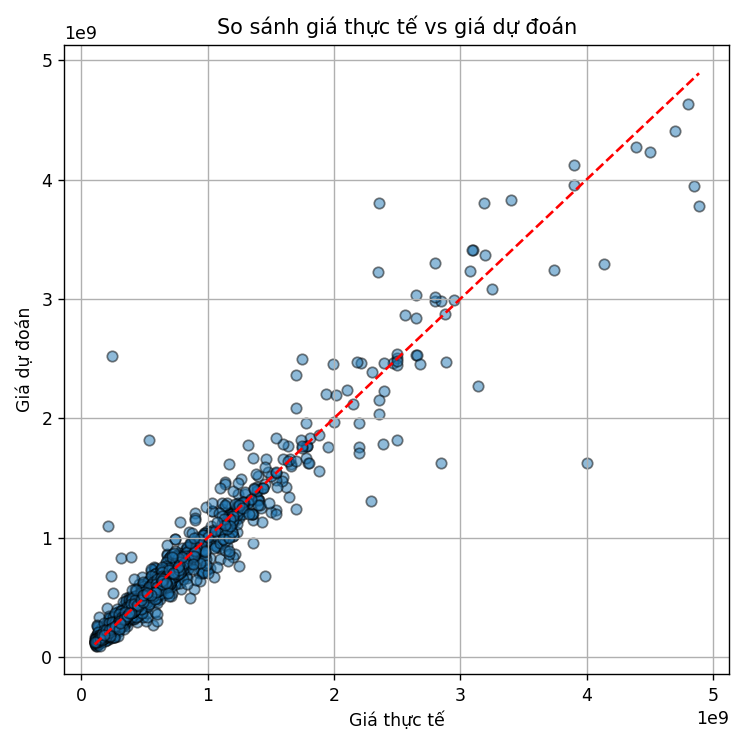 So sánh giá thực tế vs giá dự đoán
1e9
5
4
3
2
1
0
Giá dự đoán
0 1 2 3 4 5
1e9
Giá thực tế